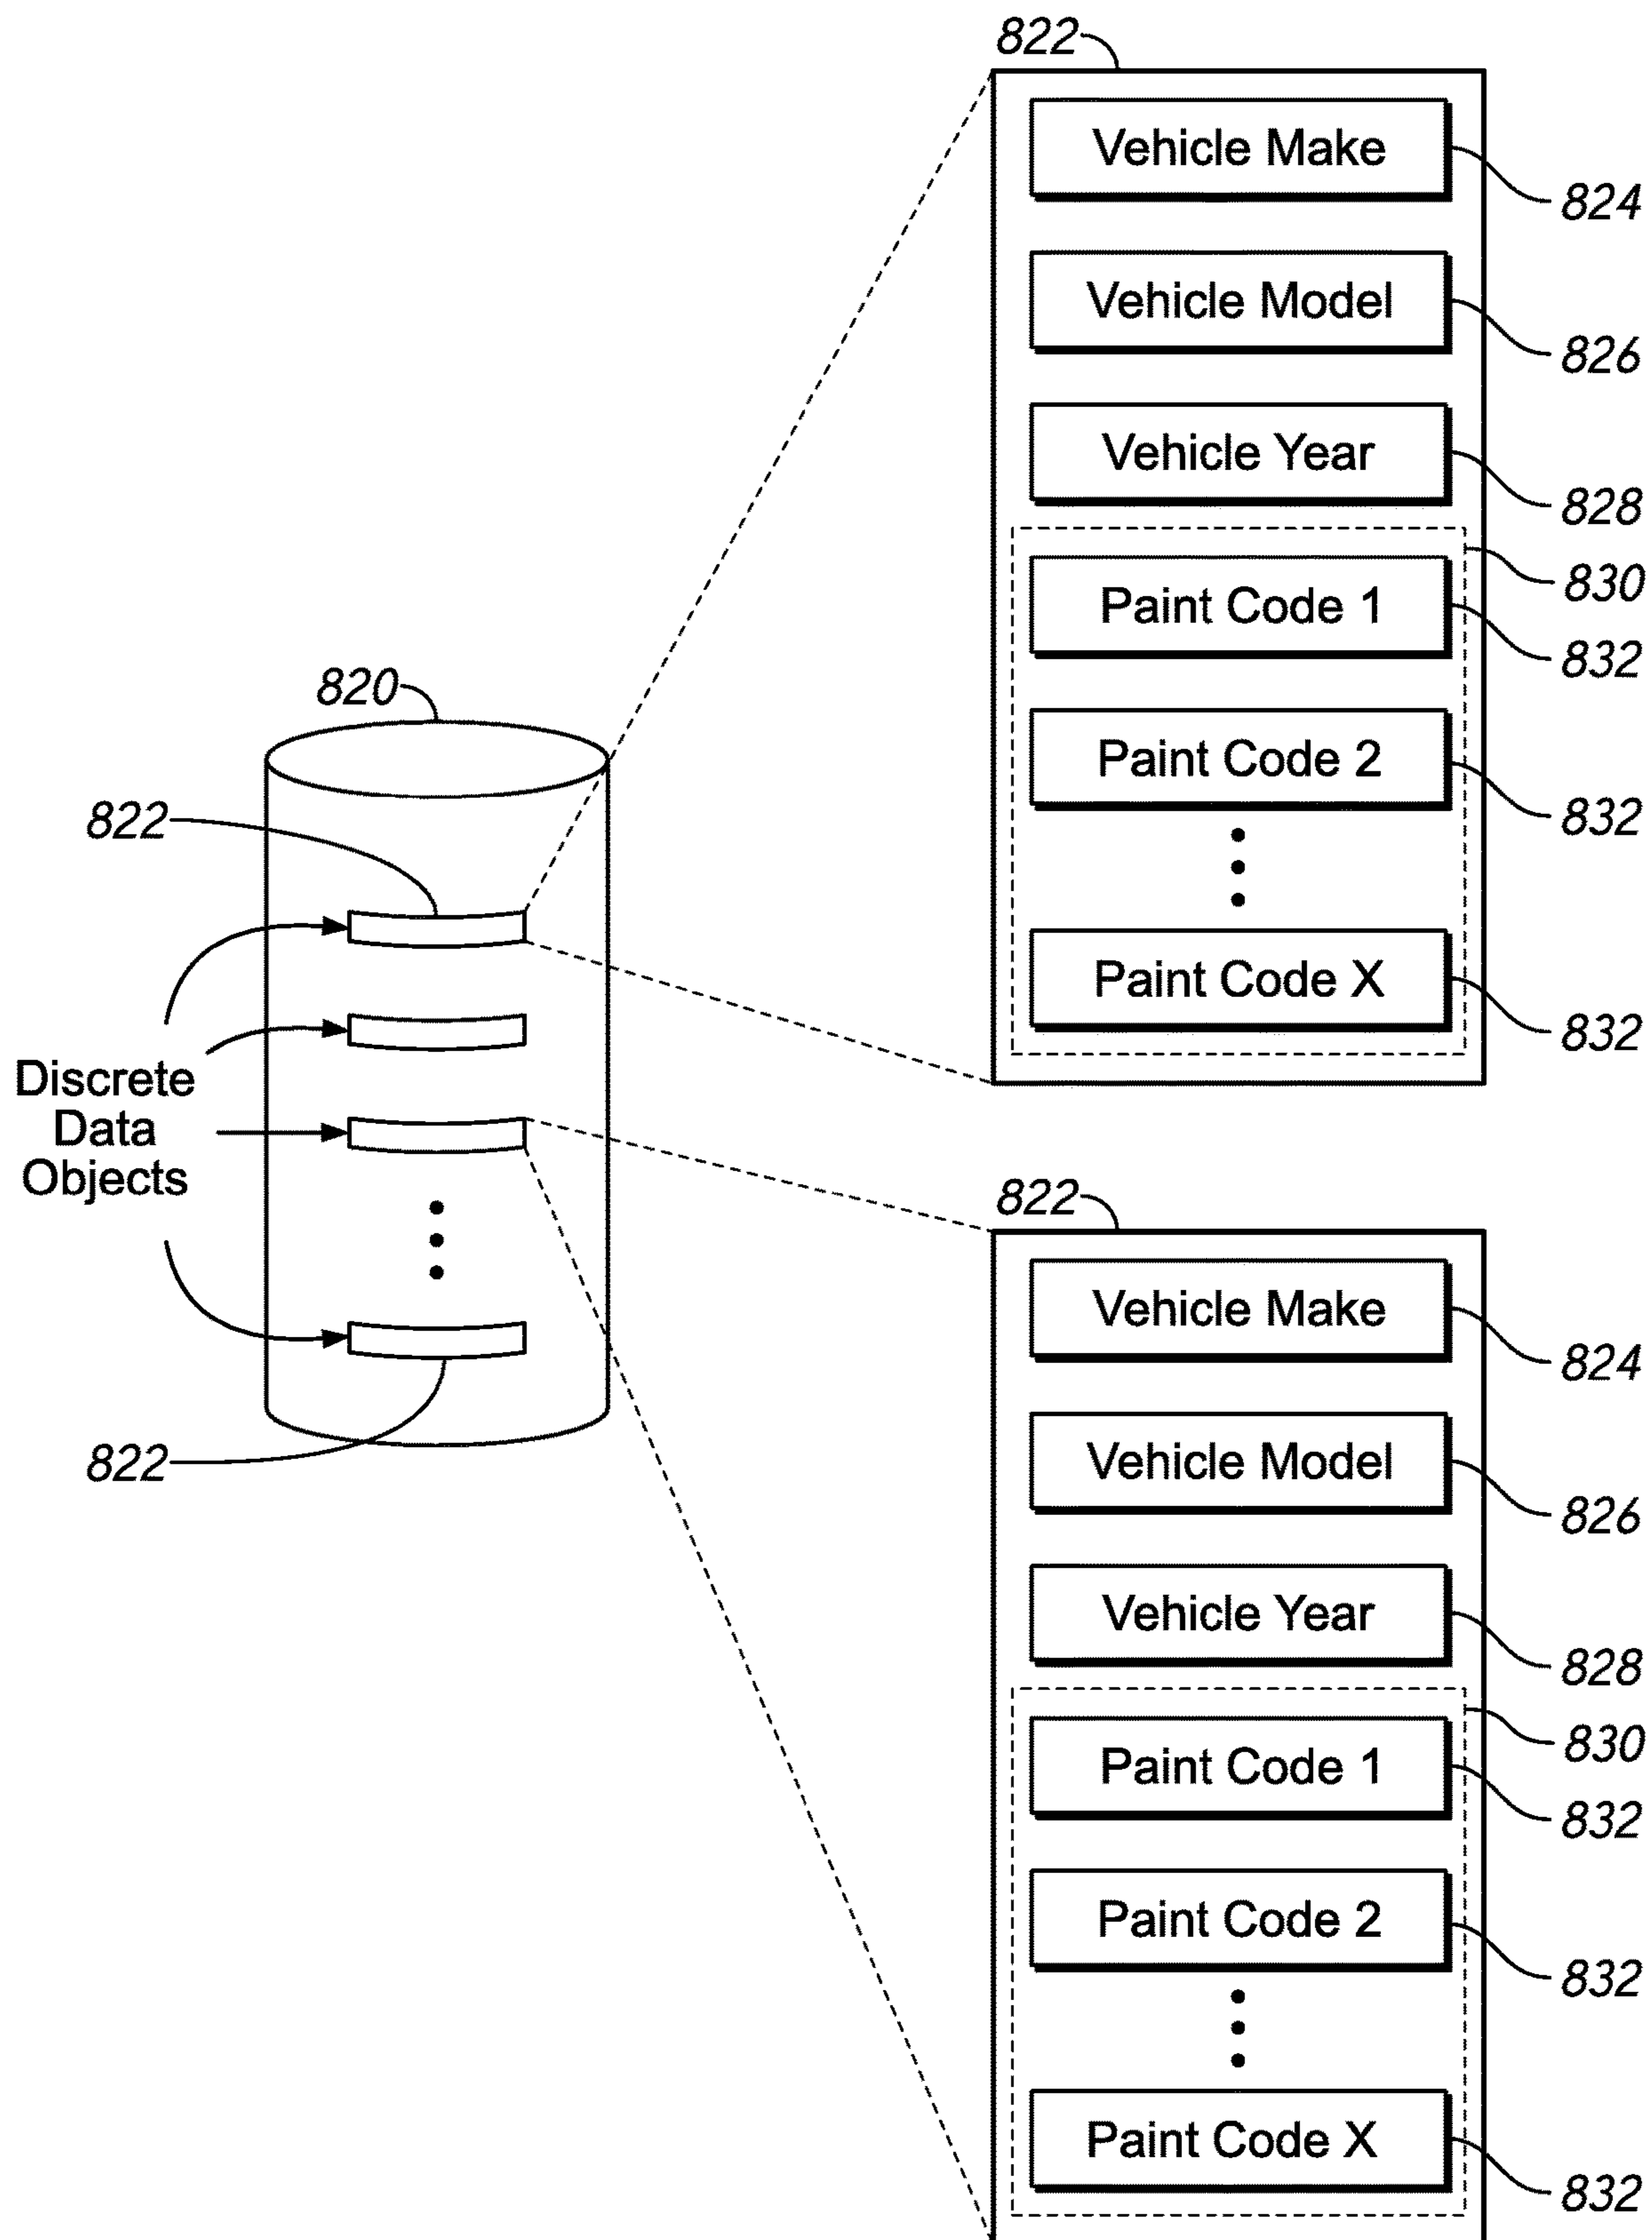 820
822
Discrete
Data
Objects
822
822
Vehicle Make
824
Vehicle Model
826
Vehicle Year
828
830
Paint Code 1
832
Paint Code 2
832
Paint Code X
832
822
Vehicle Make
824
Vehicle Model
826
Vehicle Year
828
830
Paint Code 1
832
Paint Code 2
832
Paint Code X
832